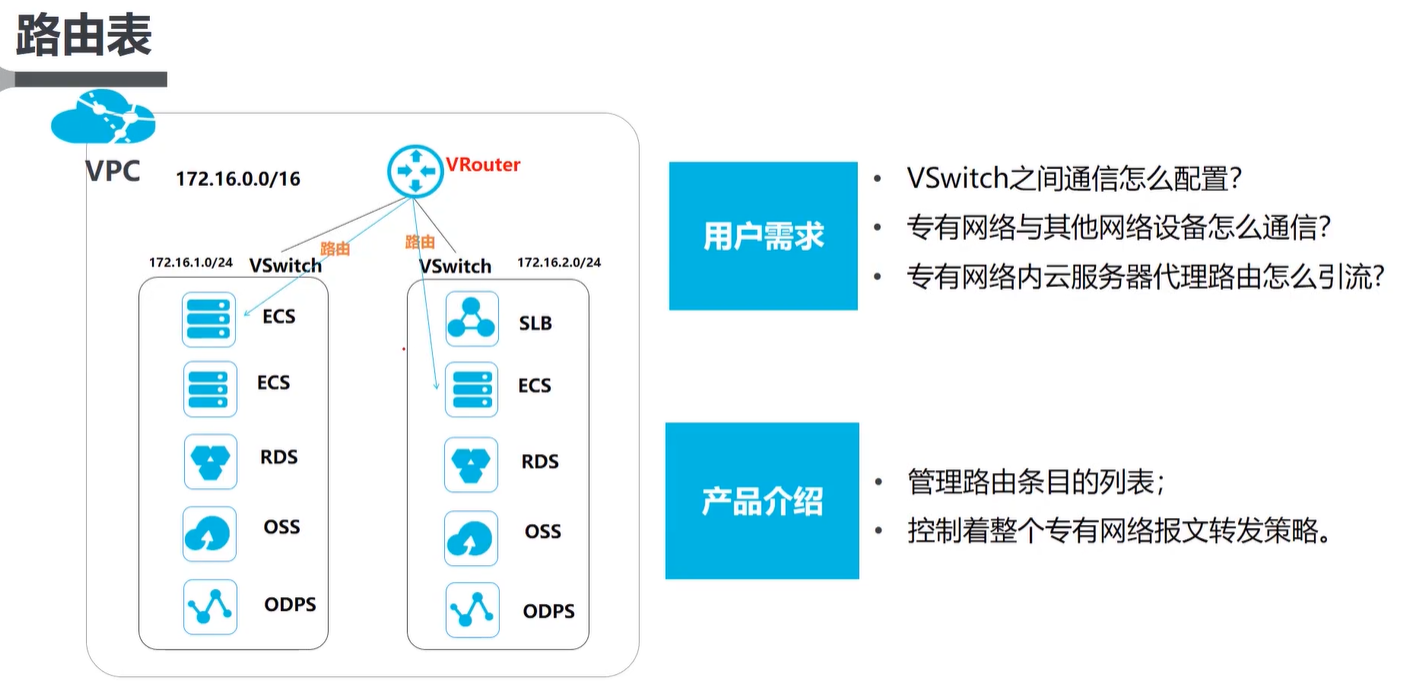 路由表
VPC
172.16.0.0/16
VRouter
路由
路由
172.16.1.0/24
VSwitch
VSwitch
172.16.2.0/24
ECS
ECS
RDS
OSS
ODPS
SLB
ECS
RDS
OSS
ODPS
用户需求
• VSwitch之间通信怎么配置?
• 专有网络与其他网络设备怎么通信?
• 专有网络内云服务器代理路由怎么引流?
产品介绍
• 管理路由条目的列表;
• 控制着整个专有网络报文转发策略。